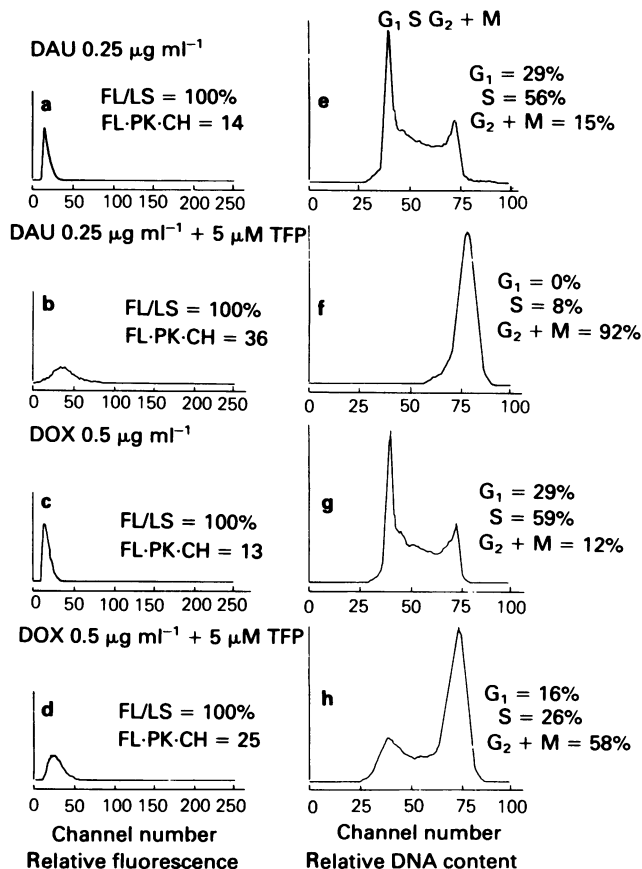 DAU 0.25 μg ml⁻¹
a
FL/LS = 100%
FL·PK·CH = 14
0 50 100 150 200 250
G₁ S G₂ + M
e
G₁ = 29%
S = 56%
G₂ + M = 15%
0 25 50 75 100
DAU 0.25 μg ml⁻¹ + 5 μM TFP
b
FL/LS = 100%
FL·PK·CH = 36
0 50 100 150 200 250
f
G₁ = 0%
S = 8%
G₂ + M = 92%
0 25 50 75 100
DOX 0.5 μg ml⁻¹
c
FL/LS = 100%
FL·PK·CH = 13
0 50 100 150 200 250
g
G₁ = 29%
S = 59%
G₂ + M = 12%
0 25 50 75 100
DOX 0.5 μg ml⁻¹ + 5 μM TFP
d
FL/LS = 100%
FL·PK·CH = 25
0 50 100 150 200 250
Channel number
Relative fluorescence
h
G₁ = 16%
S = 26%
G₂ + M = 58%
0 25 50 75 100
Channel number
Relative DNA content